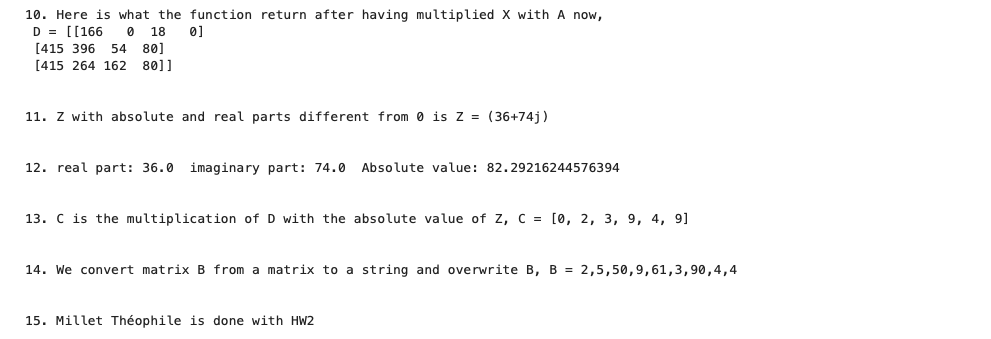 10. Here is what the function return after having multiplied X with A now,
D = [[166   0  18   0]
[415 396  54  80]
[415 264 162  80]]
11. Z with absolute and real parts different from 0 is Z = (36+74j)
12. real part: 36.0  imaginary part: 74.0  Absolute value: 82.29216244576394
13. C is the multiplication of D with the absolute value of Z, C = [0, 2, 3, 9, 4, 9]
14. We convert matrix B from a matrix to a string and overwrite B, B = 2,5,50,9,61,3,90,4,4
15. Millet Théophile is done with HW2